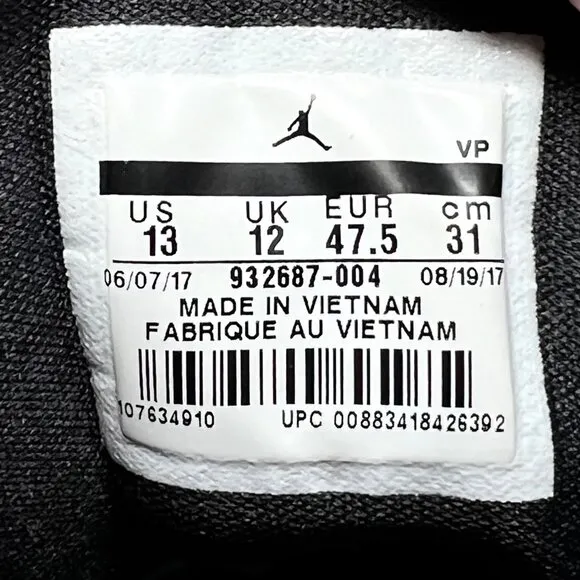 VP
US UK EUR cm
13 12 47.5 31
06/07/17 932687-004 08/19/17
MADE IN VIETNAM
FABRIQUE AU VIETNAM
107634910 UPC 00883418426392